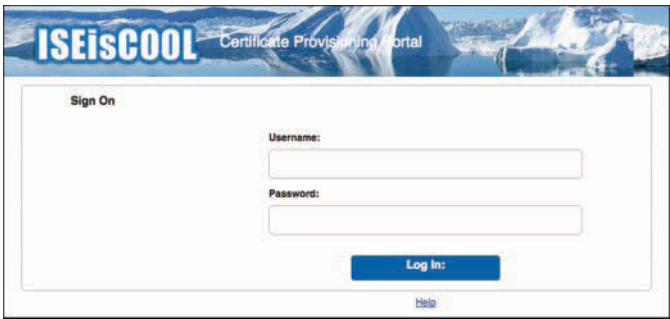 ISEisCOOL Certificate Provisioning Portal
Sign On
Username:
Password:
Log In:
Help